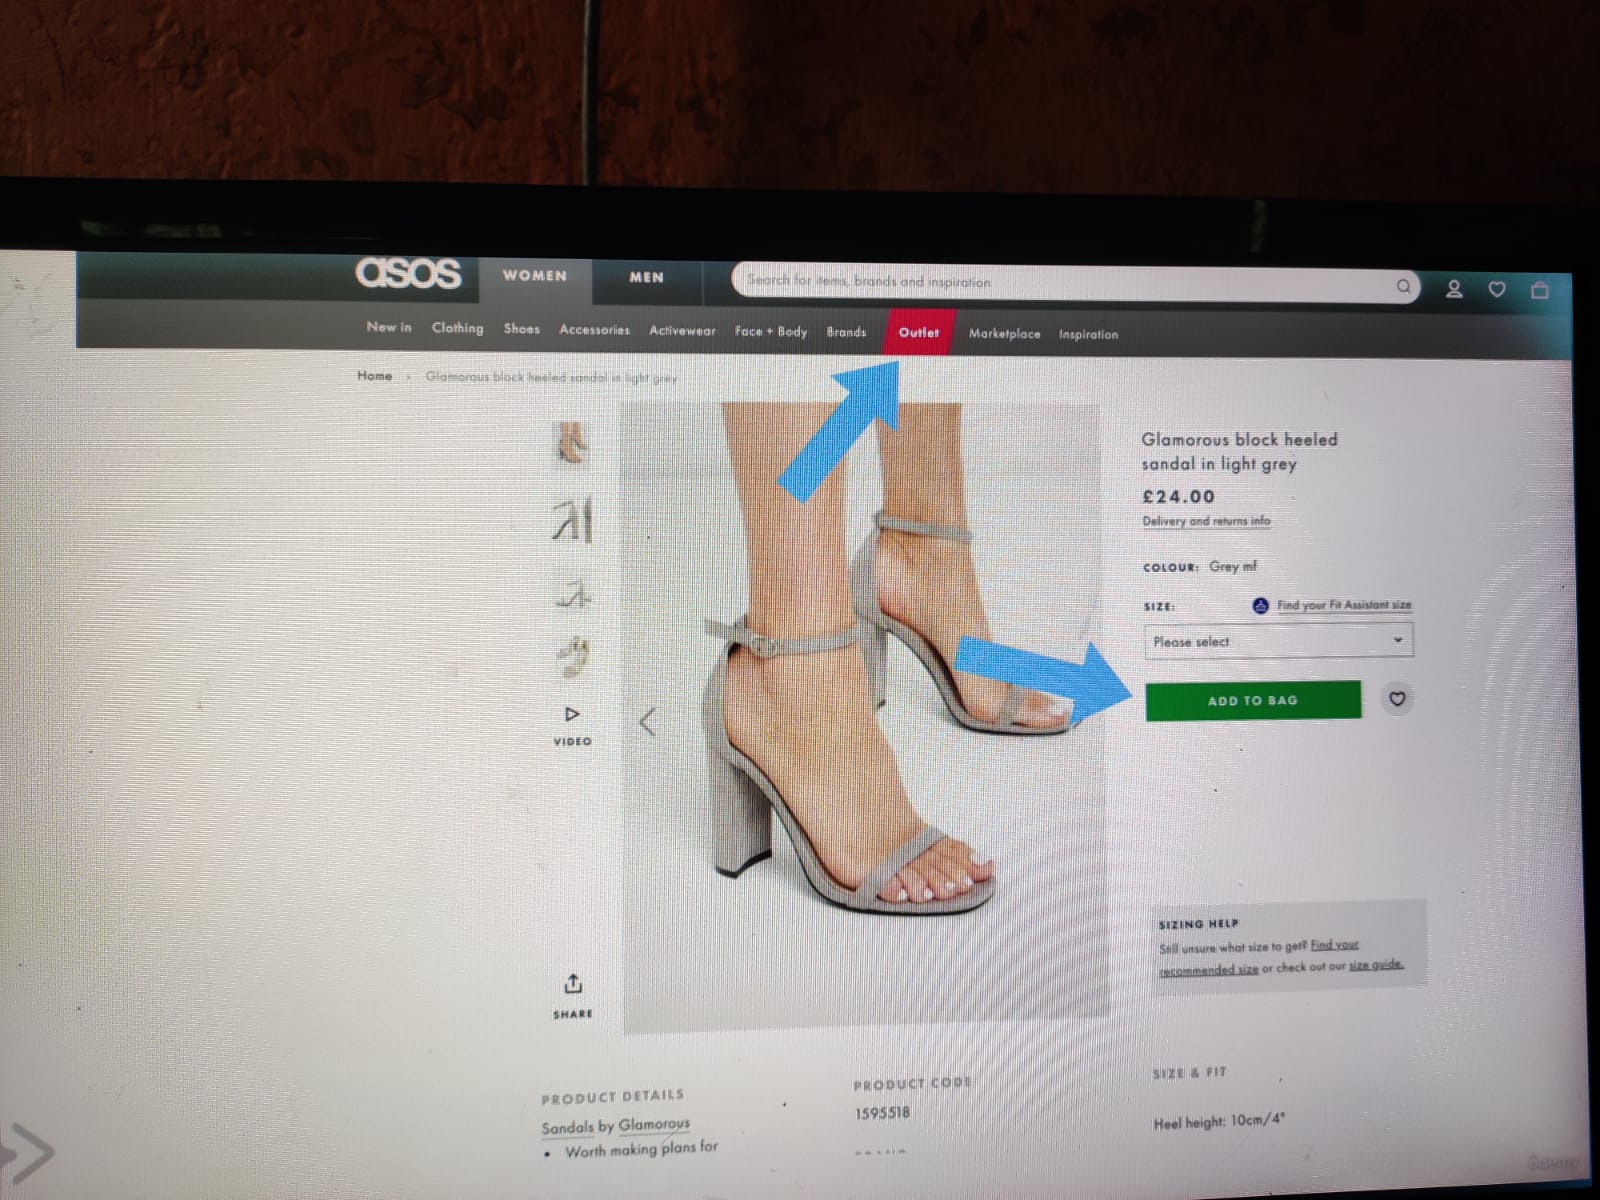 asos
WOMEN
MEN
Search for items, brands and inspiration
New in Clothing Shoes Accessories Activewear Face + Body Brands Outlet Marketplace Inspiration
Home › Glamorous block heeled sandal in light grey
Glamorous block heeled
sandal in light grey
£24.00
Delivery and returns info
COLOUR: Grey mf
SIZE:
Find your Fit Assistant size
Please select
ADD TO BAG
VIDEO
SIZING HELP
Still unsure what size to get? Find your
recommended size or check out our size guide.
SHARE
PRODUCT DETAILS
Sandals by Glamorous
• Worth making plans for
PRODUCT CODE
1595518
SIZE & FIT
Heel height: 10cm/4"